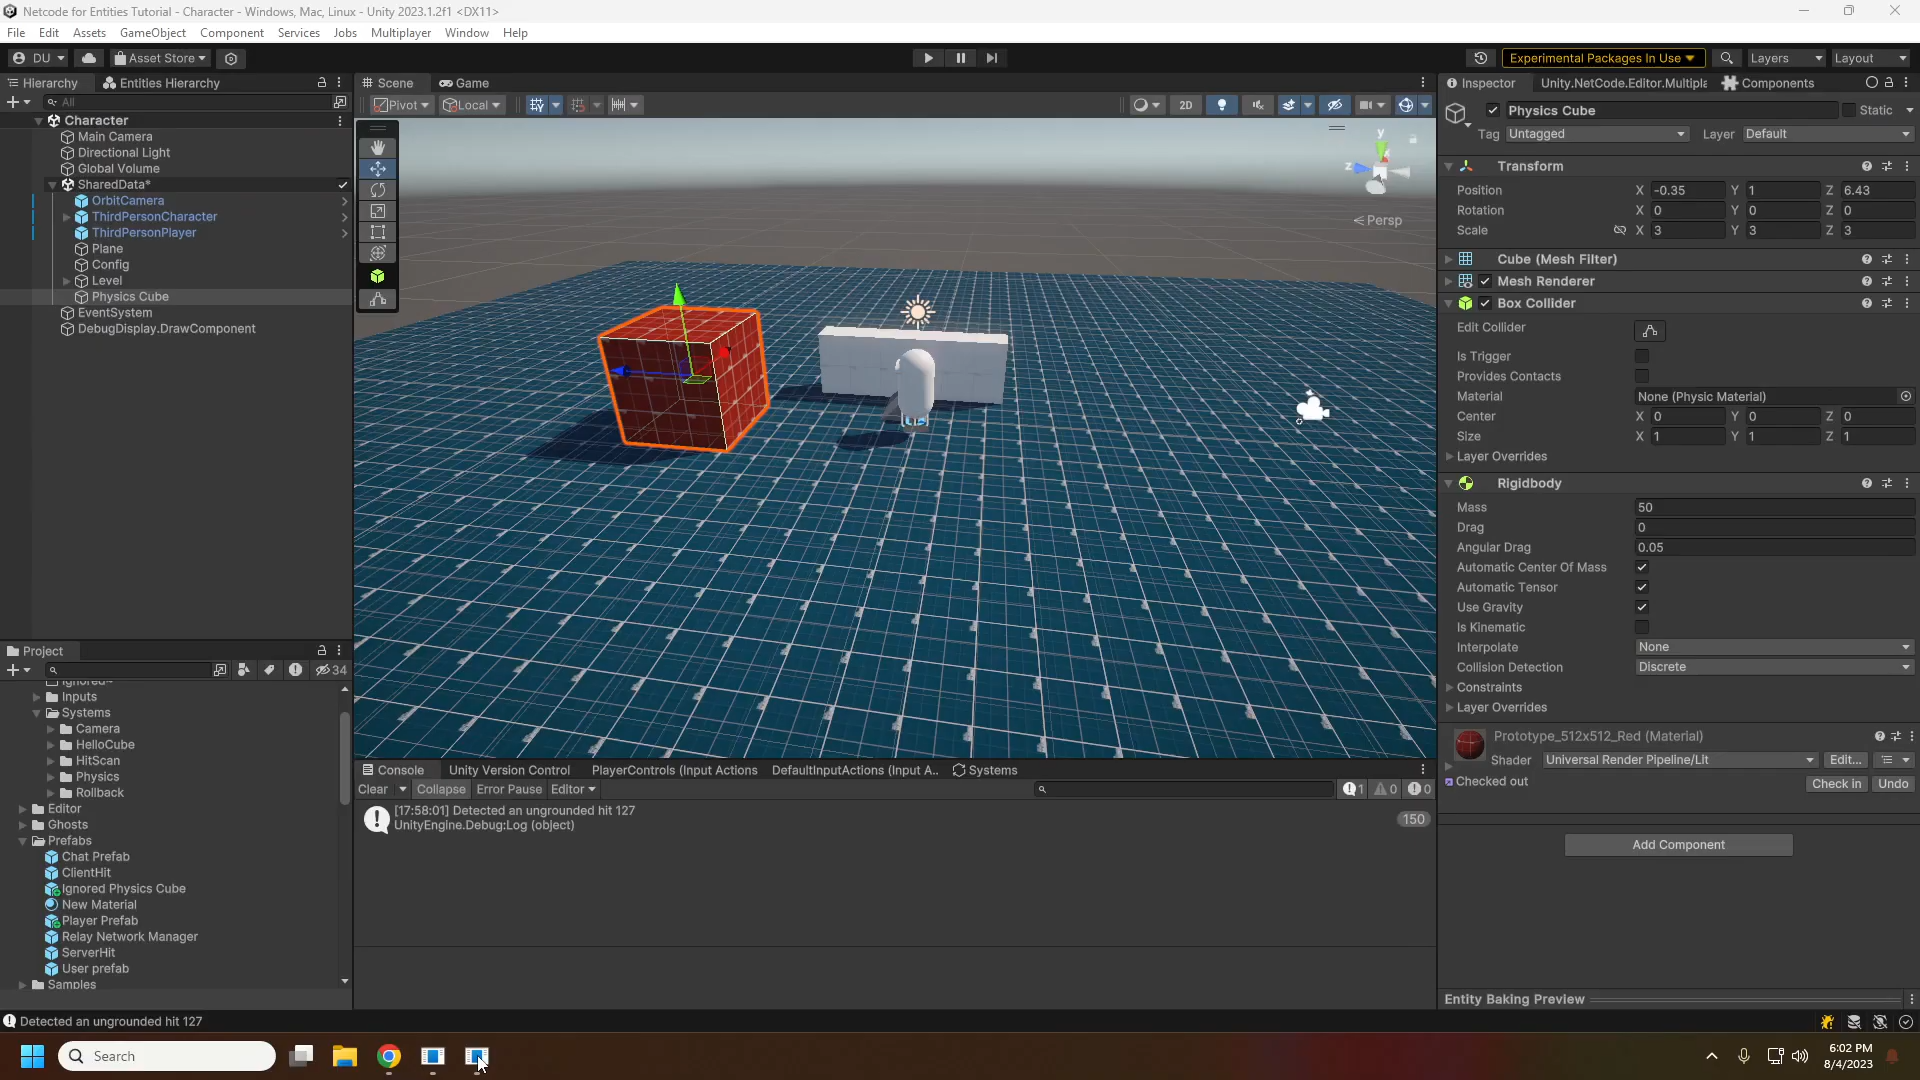 Netcode for Entities Tutorial - Character - Windows, Mac, Linux - Unity 2023.1.2f1 <DX11>
File Edit Assets GameObject Component Services Jobs Multiplayer Window Help
DU Asset Store Experimental Packages In Use Layers Layout
Hierarchy Entities Hierarchy
All
Character
Main Camera
Directional Light
Global Volume
SharedData*
OrbitCamera
ThirdPersonCharacter
ThirdPersonPlayer
Plane
Config
Level
Physics Cube
EventSystem
DebugDisplay.DrawComponent
Scene Game
Pivot Local 2D
y
z
Persp
Inspector Unity.NetCode.Editor.Multipl Components
Physics Cube Static
Tag Untagged Layer Default
Transform
Position X -0.35 Y 1 Z 6.43
Rotation X 0 Y 0 Z 0
Scale X 3 Y 3 Z 3
Cube (Mesh Filter)
Mesh Renderer
Box Collider
Edit Collider
Is Trigger
Provides Contacts
Material None (Physic Material)
Center X 0 Y 0 Z 0
Size X 1 Y 1 Z 1
Layer Overrides
Rigidbody
Mass 50
Drag 0
Angular Drag 0.05
Automatic Center Of Mass
Automatic Tensor
Use Gravity
Is Kinematic
Interpolate None
Collision Detection Discrete
Constraints
Layer Overrides
Prototype_512x512_Red (Material)
Shader Universal Render Pipeline/Lit Edit...
Checked out Check in Undo
Add Component
Entity Baking Preview
Project
34
Inputs
Systems
Camera
HelloCube
HitScan
Physics
Rollback
Editor
Ghosts
Prefabs
Chat Prefab
ClientHit
Ignored Physics Cube
New Material
Player Prefab
Relay Network Manager
ServerHit
User prefab
Samples
Console Unity Version Control PlayerControls (Input Actions DefaultInputActions (Input A.. Systems
Clear Collapse Error Pause Editor 1 0 0
[17:58:01] Detected an ungrounded hit 127
UnityEngine.Debug:Log (object)
150
Detected an ungrounded hit 127
Search
6:02 PM
8/4/2023